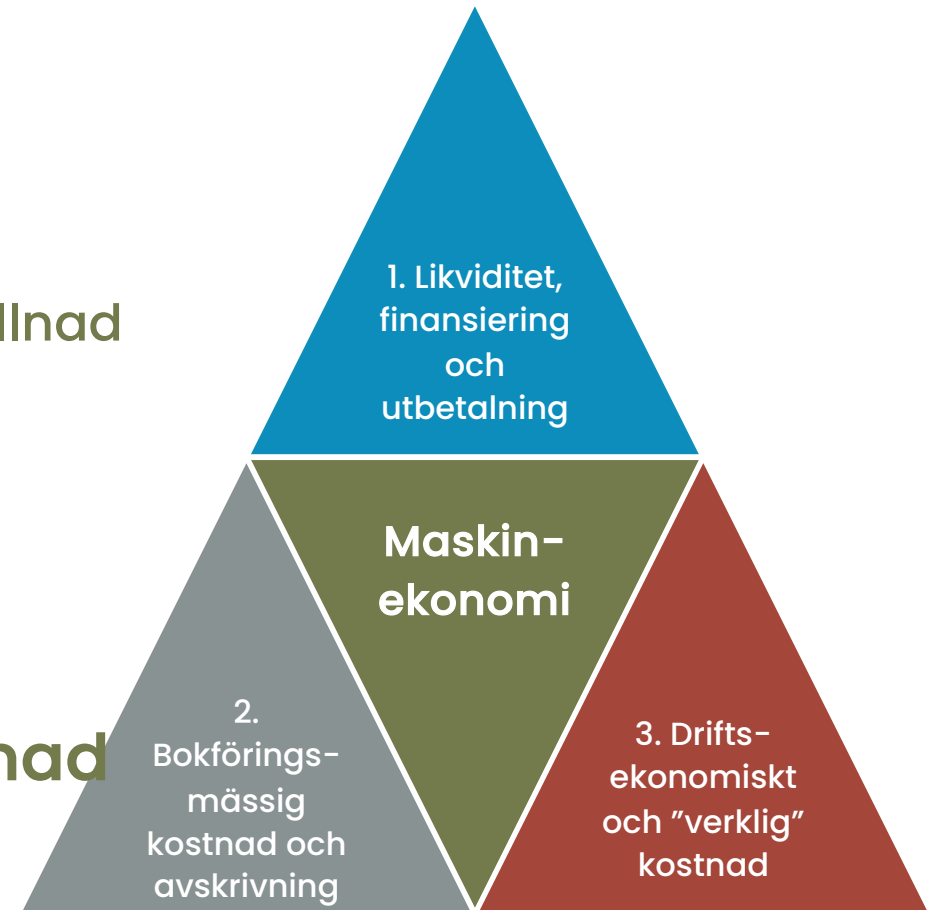 1. Likviditet,
finansiering
och
utbetalning
llnad
Maskin-
ekonomi
2.
Bokförings-
mässig
kostnad och
avskrivning
nad
3. Drifts-
ekonomiskt
och ”verklig”
kostnad